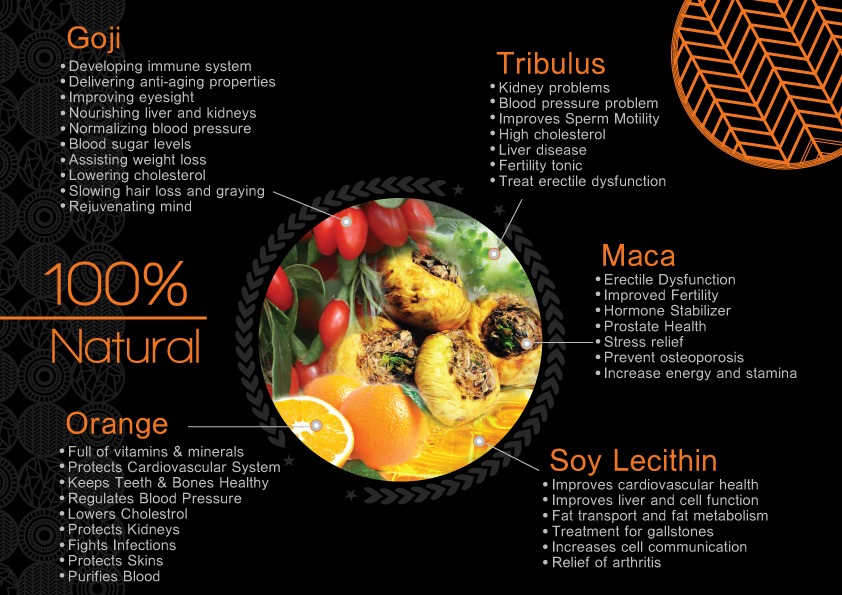 Goji
• Developing immune system
• Delivering anti-aging properties
• Improving eyesight
• Nourishing liver and kidneys
• Normalizing blood pressure
• Blood sugar levels
• Assisting weight loss
• Lowering cholesterol
• Slowing hair loss and graying
• Rejuvenating mind
Tribulus
• Kidney problems
• Blood pressure problem
• Improves Sperm Motility
• High cholesterol
• Liver disease
• Fertility tonic
• Treat erectile dysfunction
100%
Natural
Maca
• Erectile Dysfunction
• Improved Fertility
• Hormone Stabilizer
• Prostate Health
• Stress relief
• Prevent osteoporosis
• Increase energy and stamina
Orange
• Full of vitamins & minerals
• Protects Cardiovascular System
• Keeps Teeth & Bones Healthy
• Regulates Blood Pressure
• Lowers Cholestrol
• Protects Kidneys
• Fights Infections
• Protects Skins
• Purifies Blood
Soy Lecithin
• Improves cardiovascular health
• Improves liver and cell function
• Fat transport and fat metabolism
• Treatment for gallstones
• Increases cell communication
• Relief of arthritis